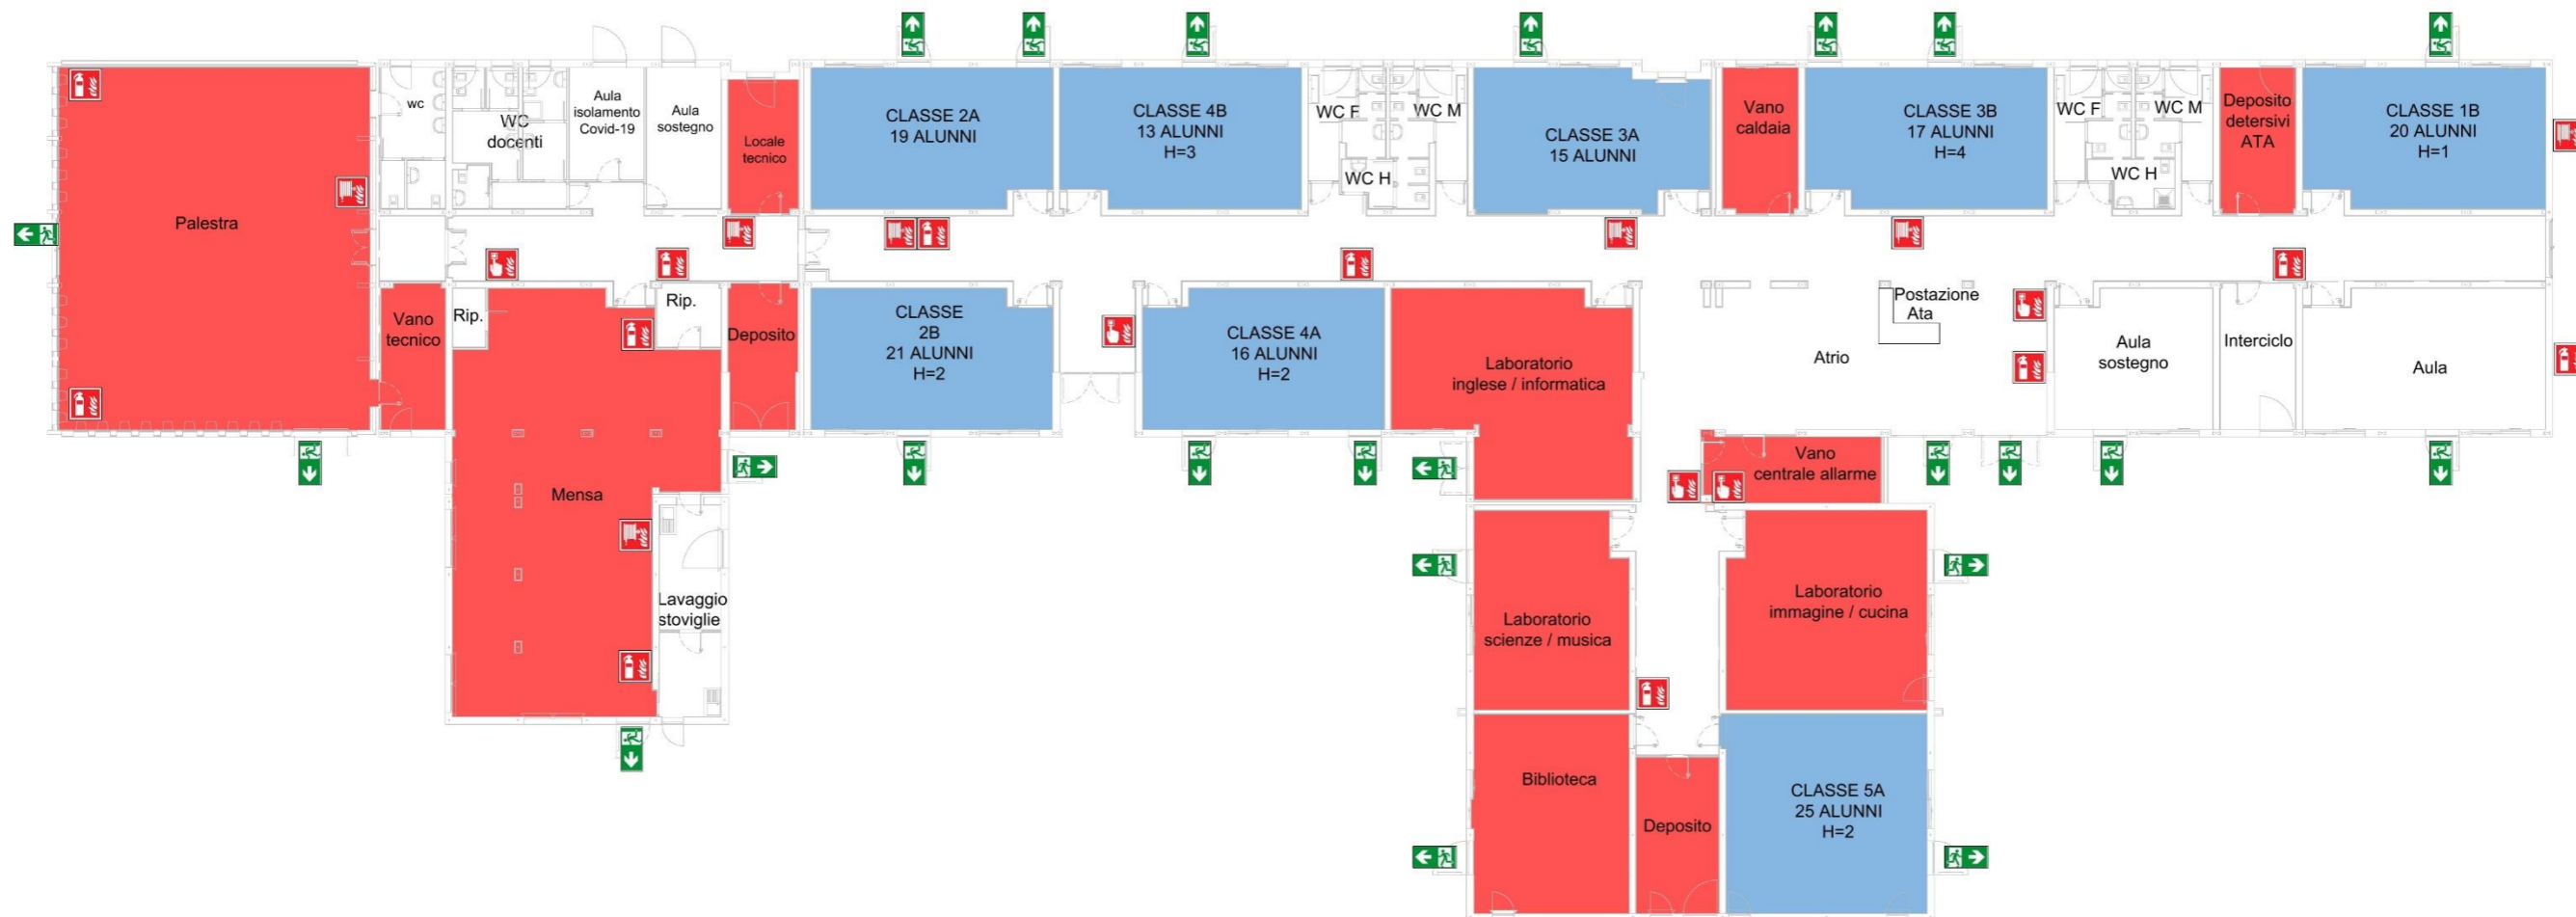 Palestra
wc
WC
docenti
Aula
isolamento
Covid-19
Aula
sostegno
Locale
tecnico
CLASSE 2A
19 ALUNNI
CLASSE 4B
13 ALUNNI
H=3
WC F
WC M
WC H
CLASSE 3A
15 ALUNNI
Vano
caldaia
CLASSE 3B
17 ALUNNI
H=4
WC F
WC M
WC H
Deposito
detersivi
ATA
CLASSE 1B
20 ALUNNI
H=1
Vano
tecnico
Rip.
Rip.
Deposito
CLASSE
2B
21 ALUNNI
H=2
CLASSE 4A
16 ALUNNI
H=2
Laboratorio
inglese / informatica
Atrio
Postazione
Ata
Aula
sostegno
Interciclo
Aula
Mensa
Lavaggio
stoviglie
Vano
centrale allarme
Laboratorio
scienze / musica
Laboratorio
immagine / cucina
Biblioteca
Deposito
CLASSE 5A
25 ALUNNI
H=2